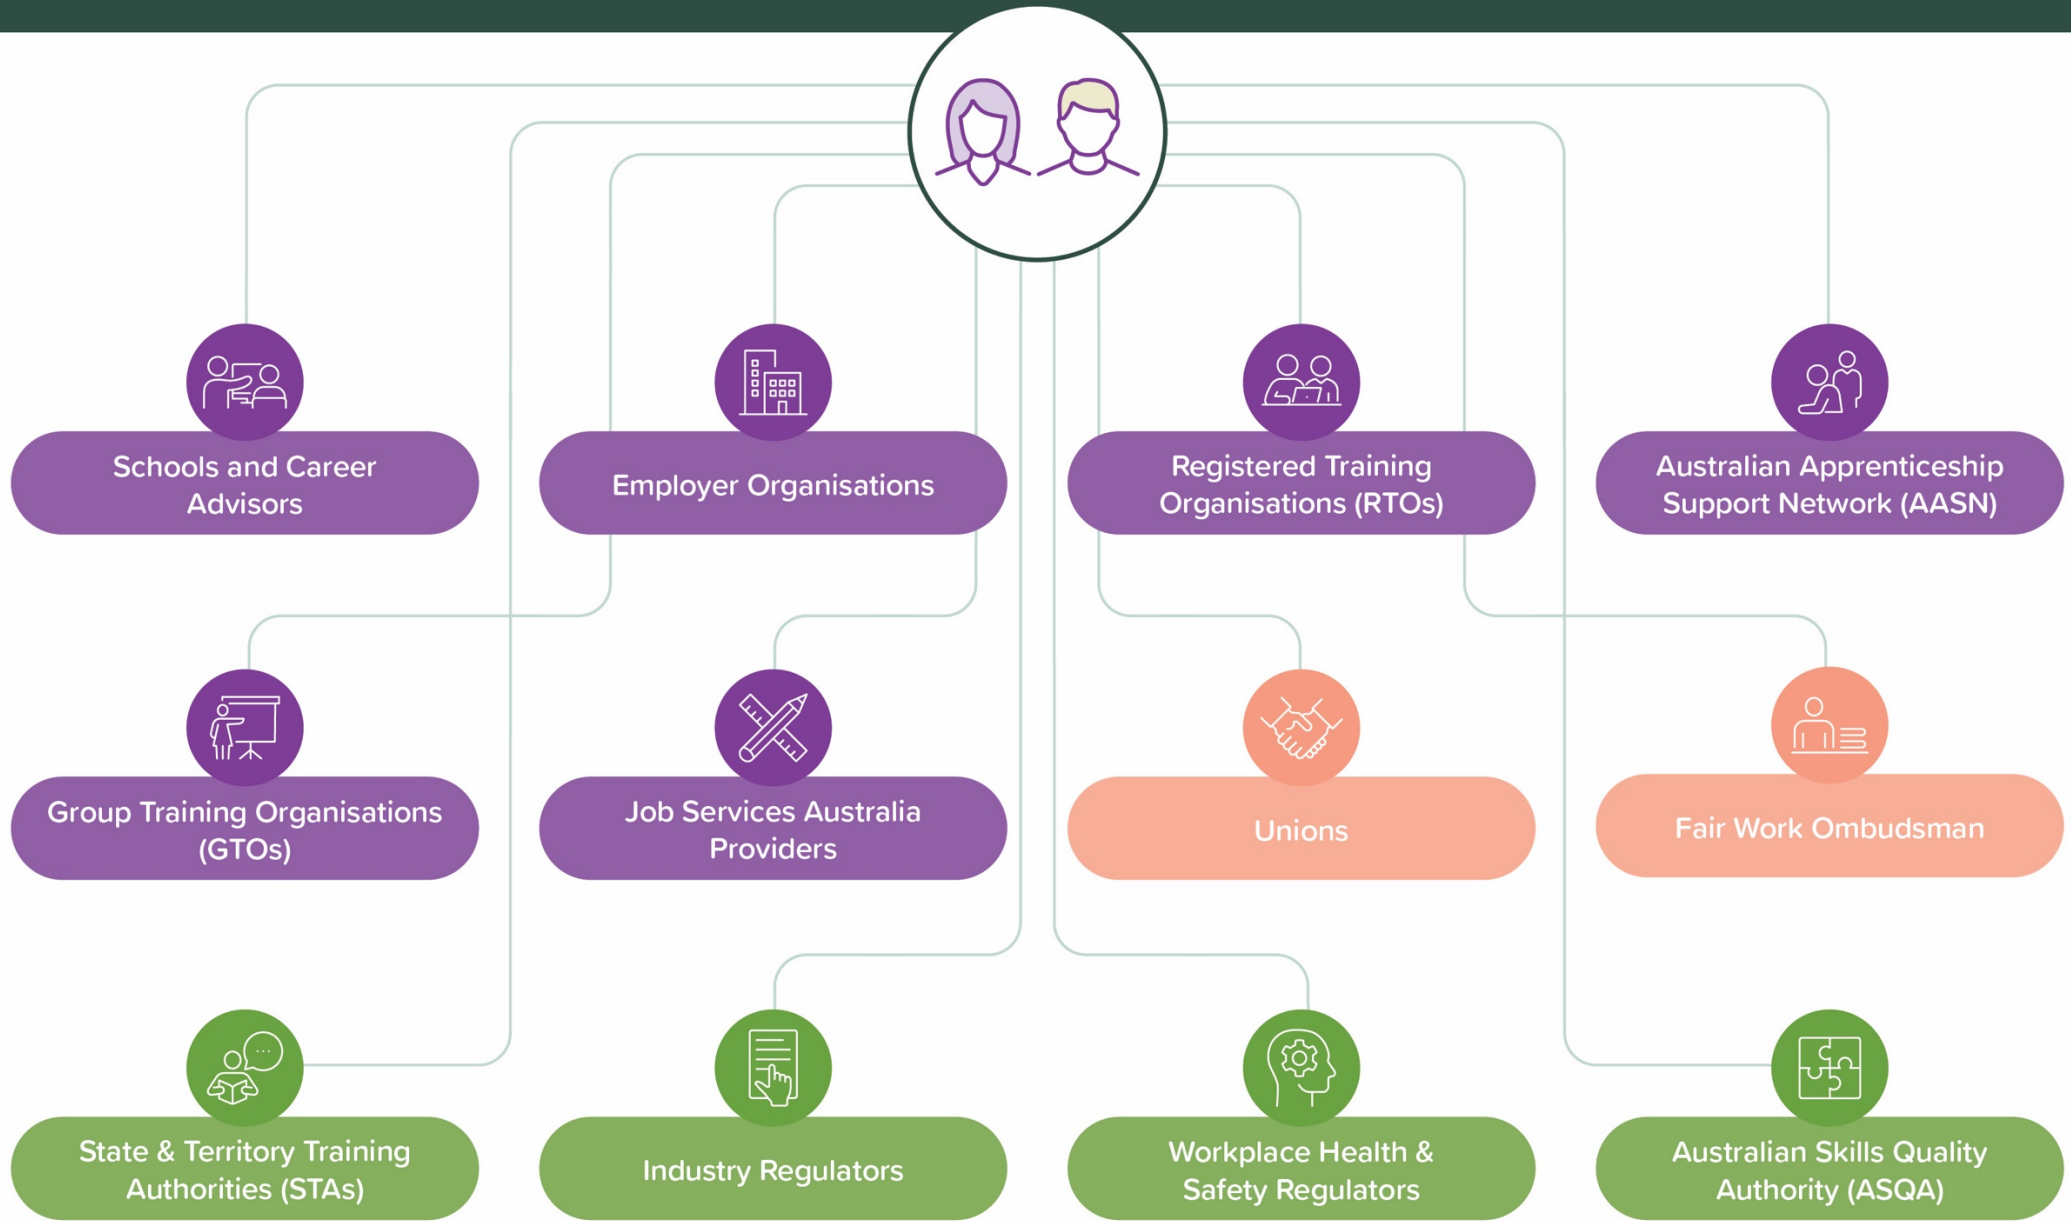 Schools and Career
Advisors
Employer Organisations
Registered Training
Organisations (RTOs)
Australian Apprenticeship
Support Network (AASN)
Group Training Organisations
(GTOs)
Job Services Australia
Providers
Unions
Fair Work Ombudsman
State & Territory Training
Authorities (STAs)
Industry Regulators
Workplace Health &
Safety Regulators
Australian Skills Quality
Authority (ASQA)